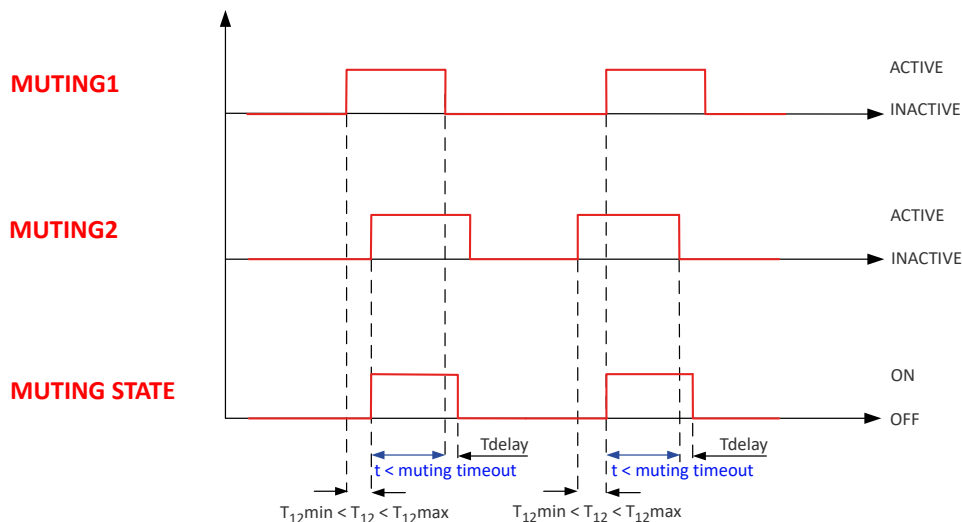 MUTING1
ACTIVE
INACTIVE
MUTING2
ACTIVE
INACTIVE
MUTING STATE
ON
OFF
Tdelay
Tdelay
t < muting timeout
t < muting timeout
T12min < T12 < T12max
T12min < T12 < T12max